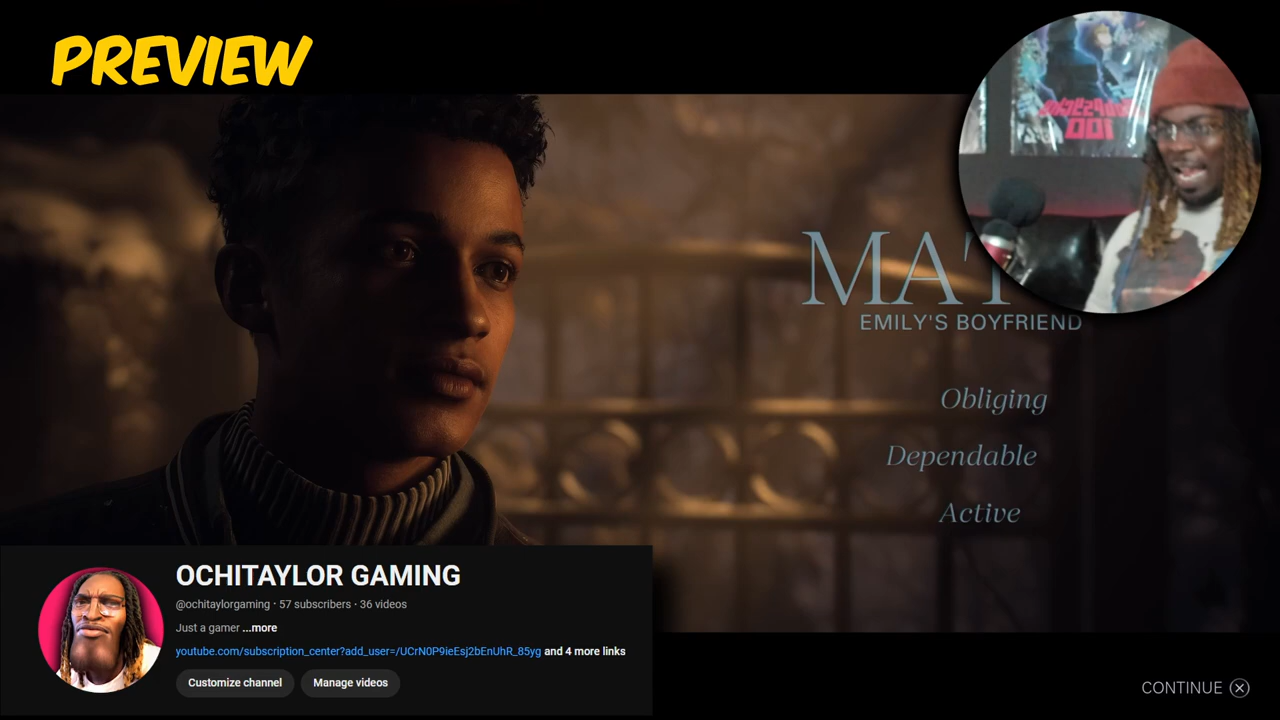 PREVIEW
MAT
EMILY'S BOYFRIEND
Obliging
Dependable
Active
OCHITAYLOR GAMING
@ochitaylorgaming · 57 subscribers · 36 videos
Just a gamer ...more
youtube.com/subscription_center?add_user=/UCrN0P9ieEsj2bEnUhR_85yg and 4 more links
Customize channel
Manage videos
CONTINUE